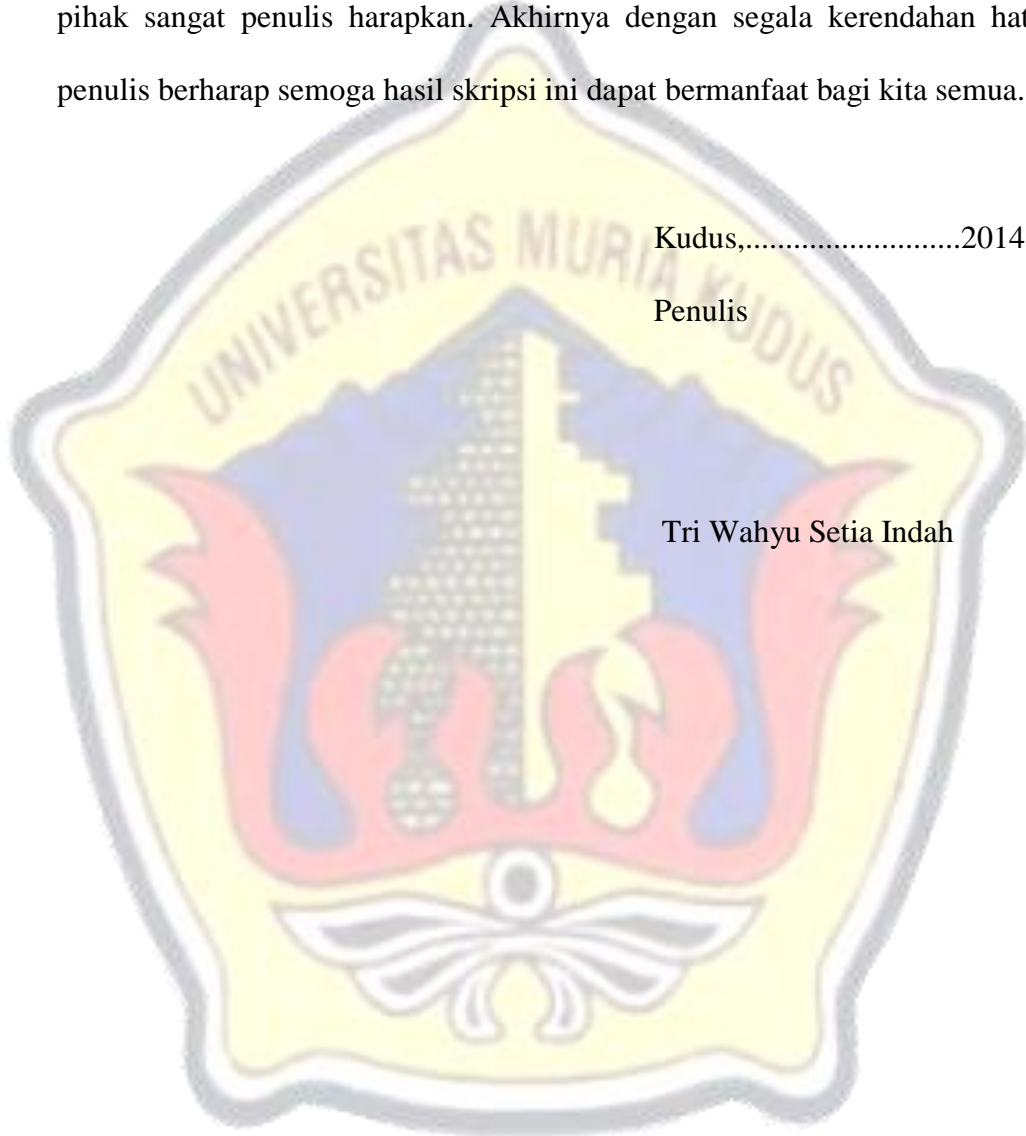 pihak sangat penulis harapkan. Akhirnya dengan segala kerendahan hat
penulis berharap semoga hasil skripsi ini dapat bermanfaat bagi kita semua.
UNIVERSITAS MURIA KUDUS
Kudus,...........................2014
Penulis
Tri Wahyu Setia Indah